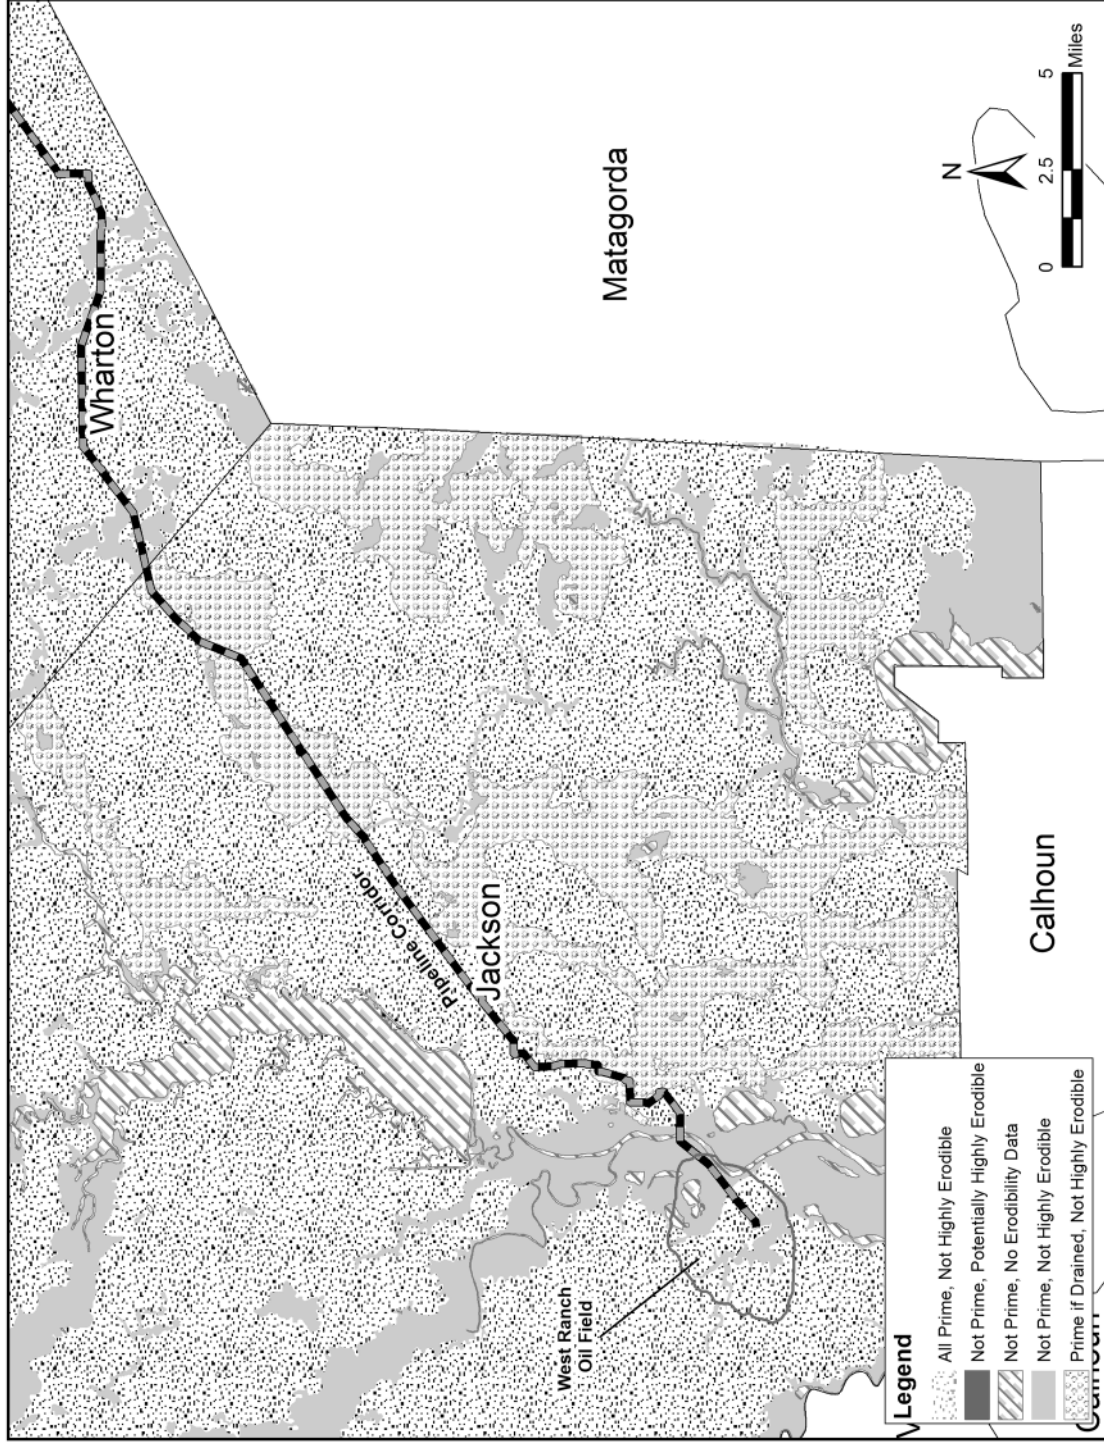 Wharton
Matagorda
Pipeline Corridor
Jackson
West Ranch
Oil Field
Calhoun
N
0 2.5 5
Miles
Legend
All Prime, Not Highly Erodible
Not Prime, Potentially Highly Erodible
Not Prime, No Erodibility Data
Not Prime, Not Highly Erodible
Prime if Drained, Not Highly Erodible